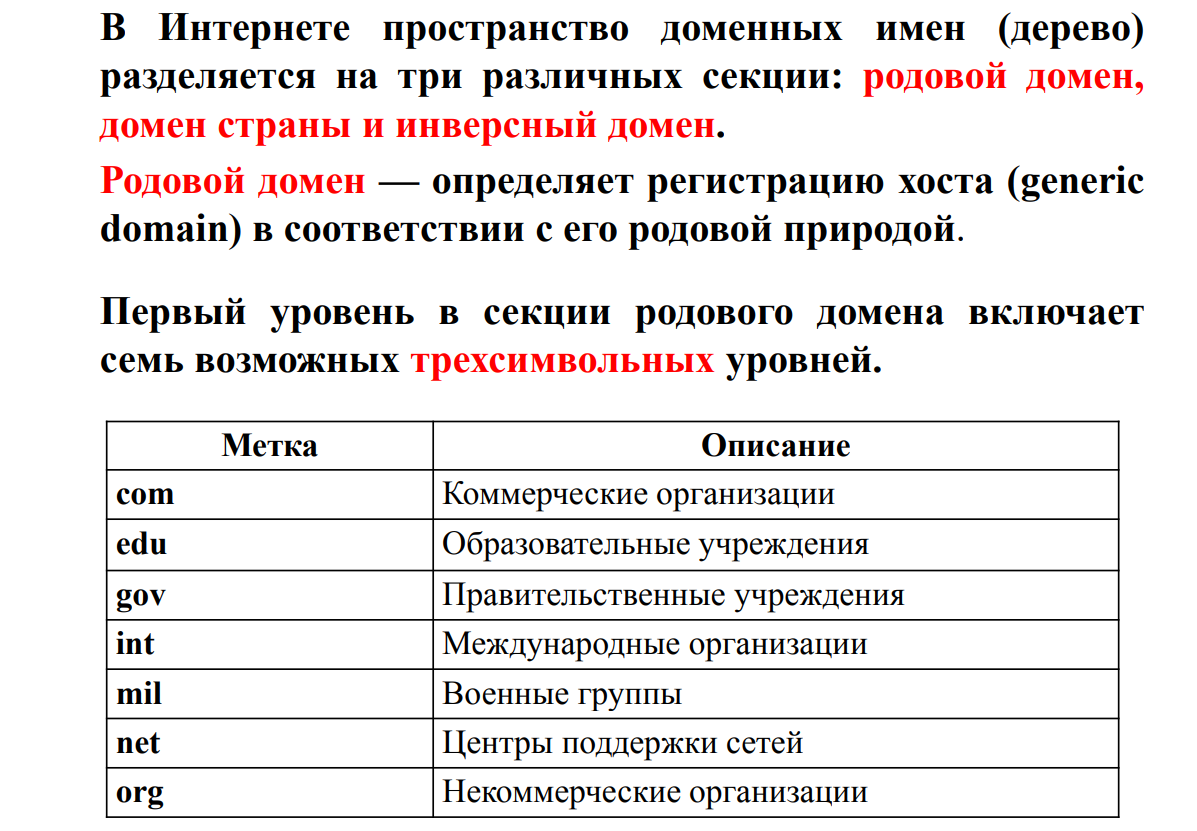 В Интернете пространство доменных имен (дерево)
разделяется на три различных секции: родовой домен,
домен страны и инверсный домен.
Родовой домен — определяет регистрацию хоста (generic
domain) в соответствии с его родовой природой.
Первый уровень в секции родового домена включает
семь возможных трехсимвольных уровней.
Метка Описание
com Коммерческие организации
edu Образовательные учреждения
gov Правительственные учреждения
int Международные организации
mil Военные группы
net Центры поддержки сетей
org Некоммерческие организации